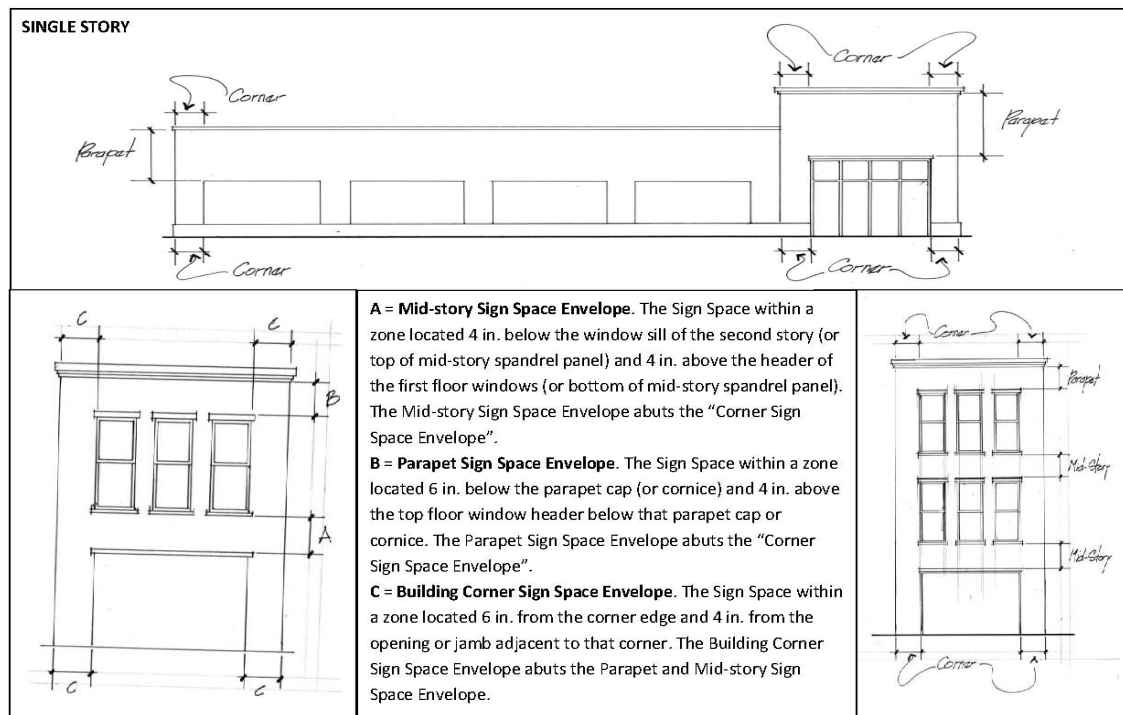 SINGLE STORY
Corner
Corner
Parapet
Parapet
Corner
Corner
C
C
B
A
C
C
A = Mid-story Sign Space Envelope. The Sign Space within a
zone located 4 in. below the window sill of the second story (or
top of mid-story spandrel panel) and 4 in. above the header of
the first floor windows (or bottom of mid-story spandrel panel).
The Mid-story Sign Space Envelope abuts the “Corner Sign
Space Envelope”.
B = Parapet Sign Space Envelope. The Sign Space within a zone
located 6 in. below the parapet cap (or cornice) and 4 in. above
the top floor window header below that parapet cap or
cornice. The Parapet Sign Space Envelope abuts the “Corner
Sign Space Envelope”.
C = Building Corner Sign Space Envelope. The Sign Space within
a zone located 6 in. from the corner edge and 4 in. from the
opening or jamb adjacent to that corner. The Building Corner
Sign Space Envelope abuts the Parapet and Mid-story Sign
Space Envelope.
Corner
Parapet
Mid-Story
Mid-Story
Corner